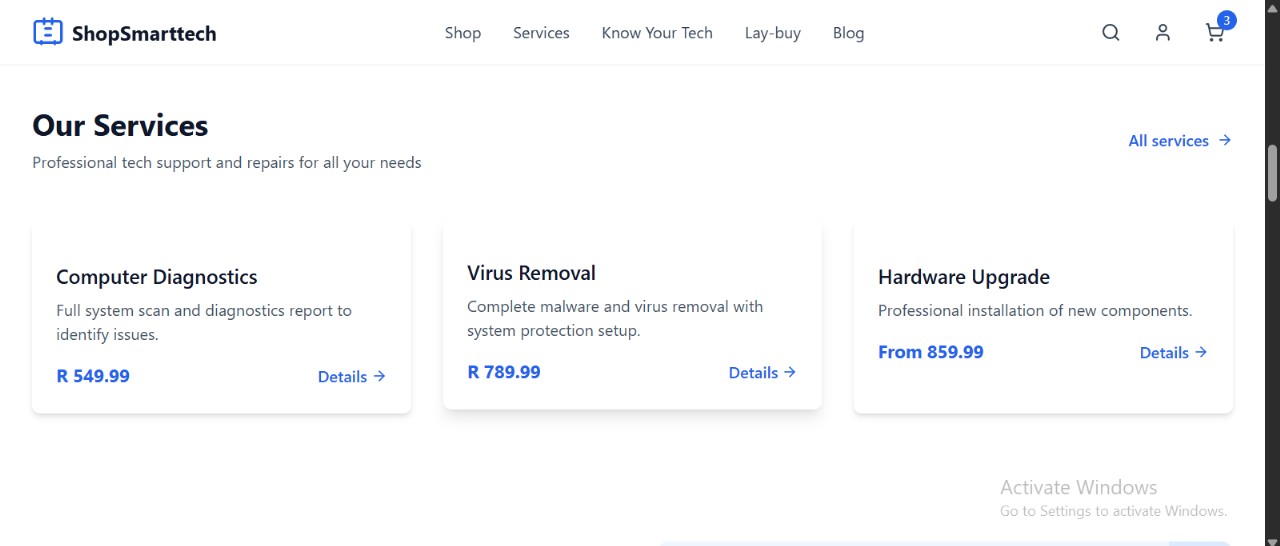 ShopSmarttech
Shop
Services
Know Your Tech
Lay-buy
Blog
3
Our Services
Professional tech support and repairs for all your needs
All services
Computer Diagnostics
Full system scan and diagnostics report to
identify issues.
R 549.99
Details
Virus Removal
Complete malware and virus removal with
system protection setup.
R 789.99
Details
Hardware Upgrade
Professional installation of new components.
From 859.99
Details
Activate Windows
Go to Settings to activate Windows.